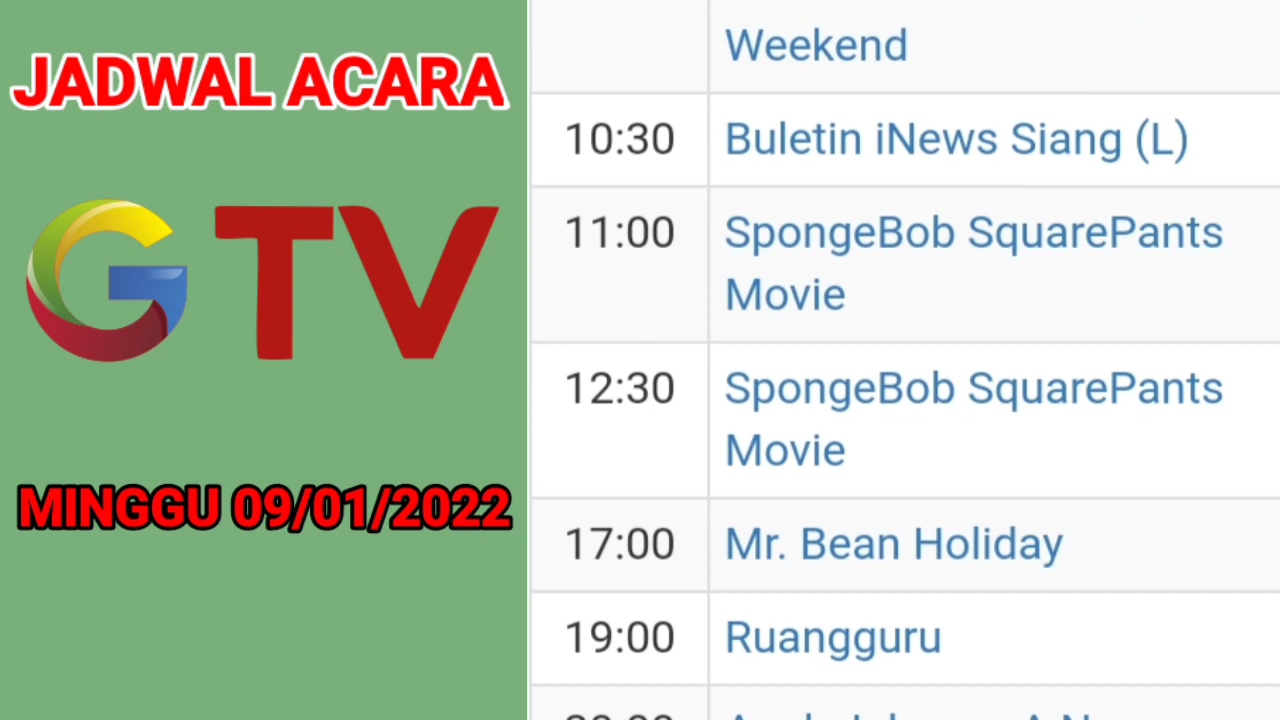 JADWAL ACARA
GTV
MINGGU 09/01/2022
Weekend
10:30 Buletin iNews Siang (L)
11:00 SpongeBob SquarePants
Movie
12:30 SpongeBob SquarePants
Movie
17:00 Mr. Bean Holiday
19:00 Ruangguru